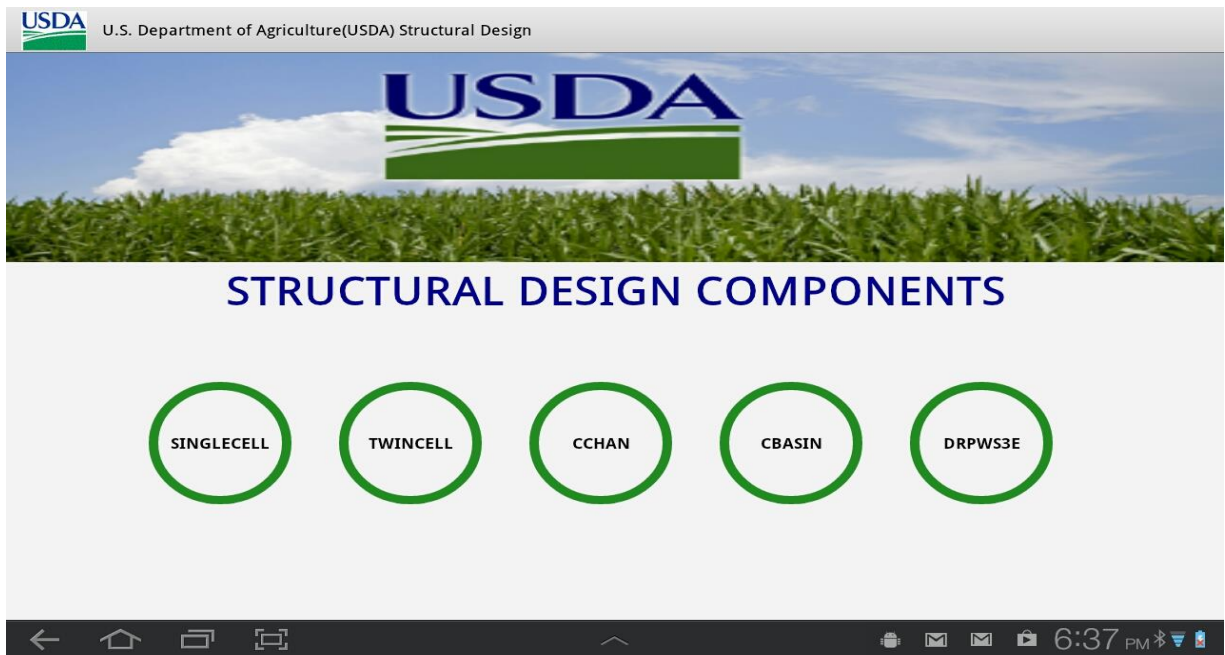 USDA
U.S. Department of Agriculture(USDA) Structural Design
USDA
STRUCTURAL DESIGN COMPONENTS
SINGLECELL TWINCELL CCHAN CBASIN DRPWS3E
6:37 PM